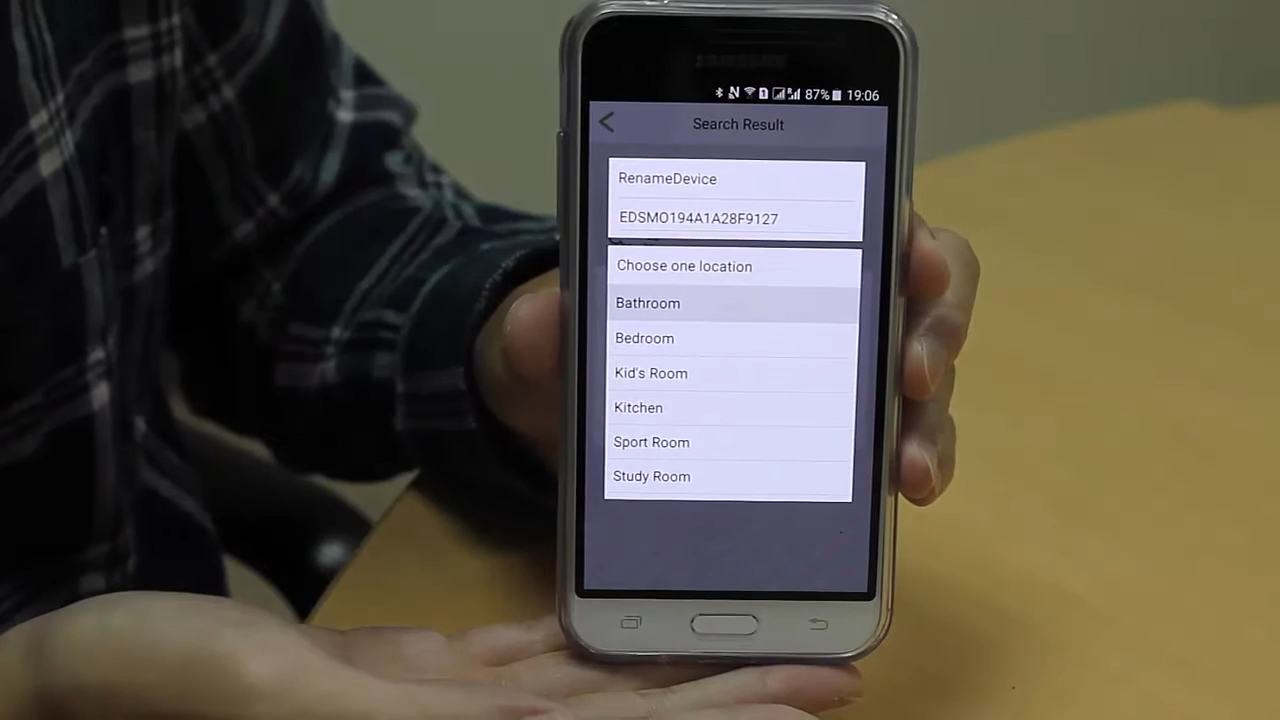 SAMSUNG
87% 19:06
Search Result
RenameDevice
EDSMO194A1A28F9127
Choose one location
Bathroom
Bedroom
Kid's Room
Kitchen
Sport Room
Study Room